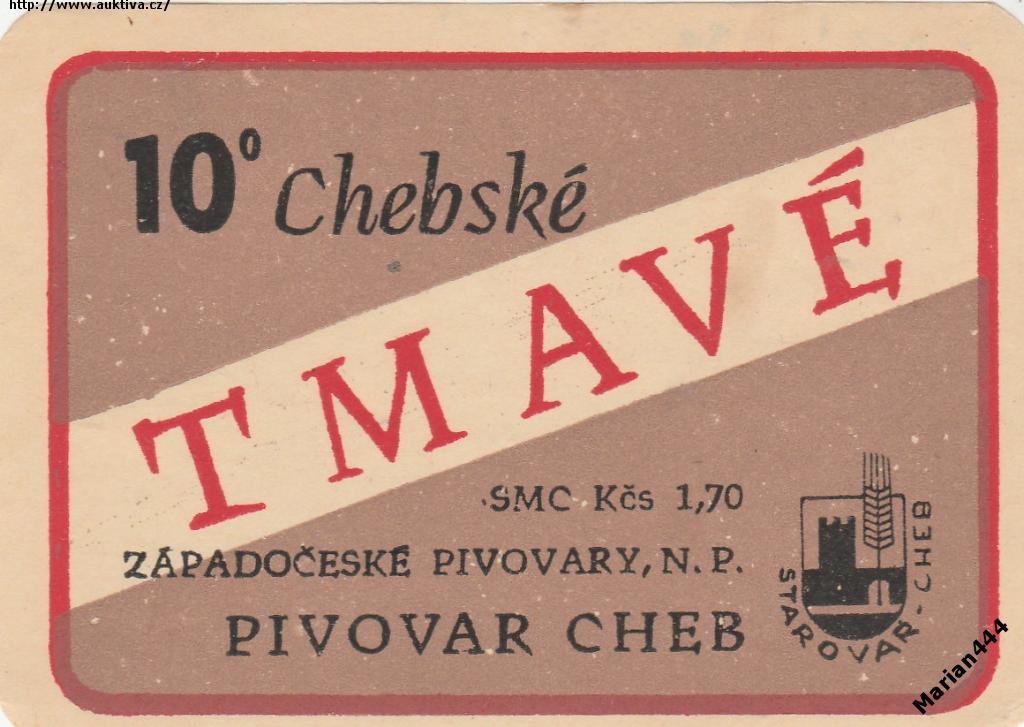 http://www.auktiva.cz/
10° Chebské
TMAVÉ
SMC Kčs 1,70
ZÁPADOČESKÉ PIVOVARY, N. P.
PIVOVAR CHEB
STAROVAR - CHEB
Marian444